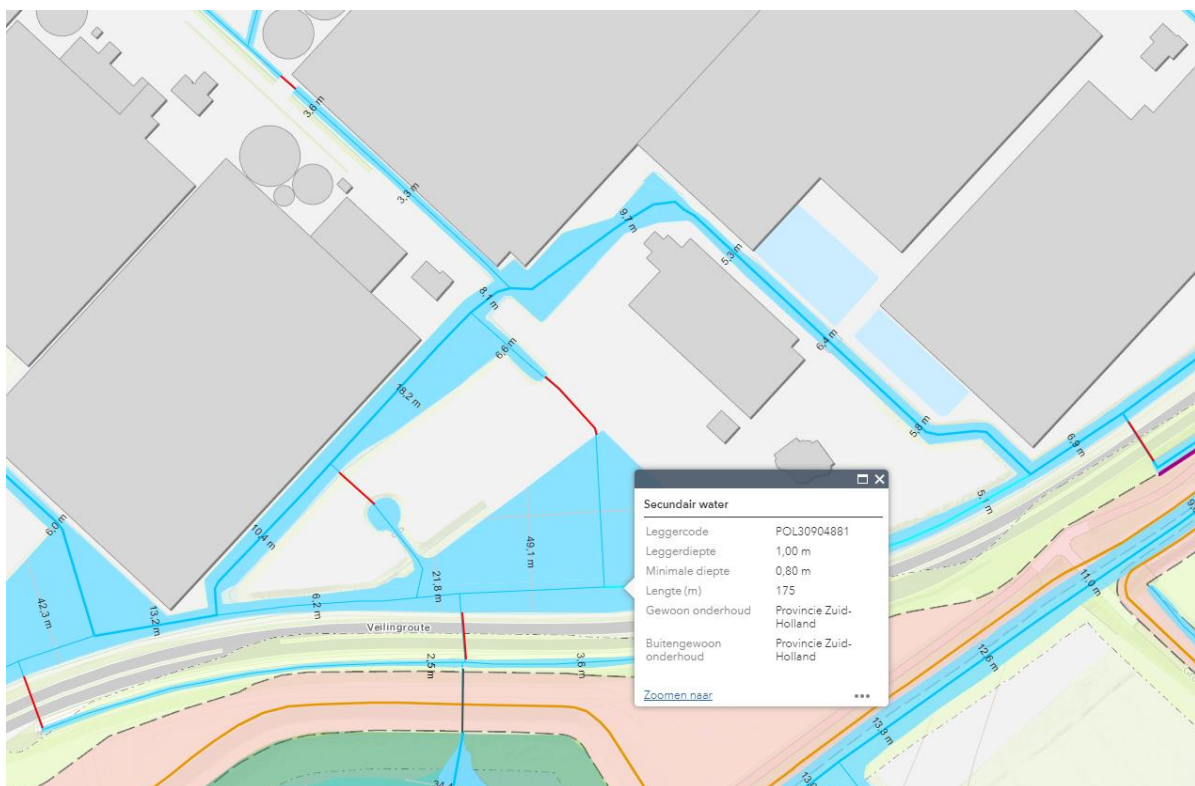 3,6 m
3,3 m
9,7 m
5,3 m
8,1 m
6,6 m
6,4 m
18,2 m
5,8 m
6,9 m
6,0 m
10,4 m
5,1 m
49,1 m
21,8 m
6,2 m
42,3 m
13,2 m
Veilingroute
2,5 m
3,6 m
11,0 m
12,6 m
13,3 m
Secundair water
Leggercode POL30904881
Leggerdiepte 1,00 m
Minimale diepte 0,80 m
Lengte (m) 175
Gewoon onderhoud Provincie Zuid-
Holland
Buitengewoon Provincie Zuid-
onderhoud Holland
Zoomen naar